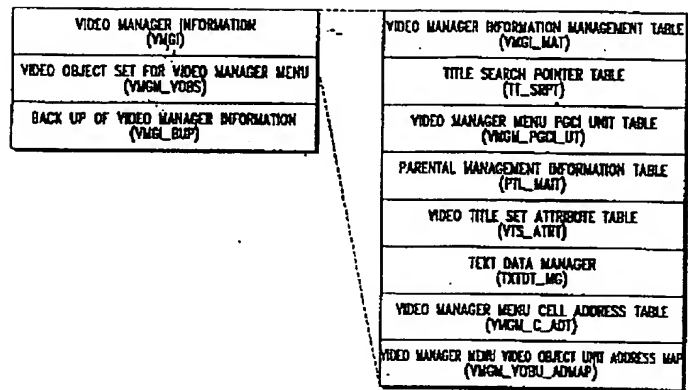 VIDEO MANAGER INFORMATION
(VMGI)
VIDEO OBJECT SET FOR VIDEO MANAGER MENU
(VMGM_VOBS)
BACK UP OF VIDEO MANAGER INFORMATION
(VMGI_BUP)
VIDEO MANAGER INFORMATION MANAGEMENT TABLE
(VMGI_MAT)
TITLE SEARCH POINTER TABLE
(TT_SRPT)
VIDEO MANAGER MENU PGCI UNIT TABLE
(VMGM_PGCI_UT)
PARENTAL MANAGEMENT INFORMATION TABLE
(PTL_MAIT)
VIDEO TITLE SET ATTRIBUTE TABLE
(VTS_ATRT)
TEXT DATA MANAGER
(TXTDT_MG)
VIDEO MANAGER MENU CELL ADDRESS TABLE
(VMGM_C_ADT)
VIDEO MANAGER MENU VIDEO OBJECT UNIT ADDRESS MAP
(VMGM_VOBU_ADMAP)